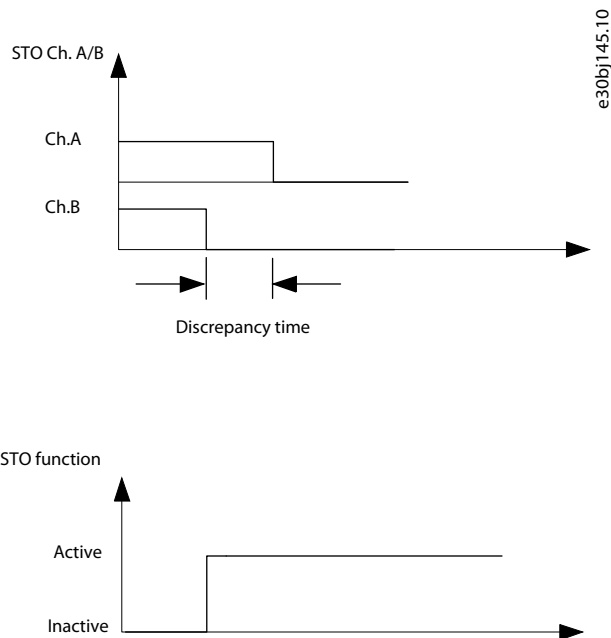 e30bj145.10
STO Ch. A/B
Ch.A
Ch.B
Discrepancy time
STO function
Active
Inactive